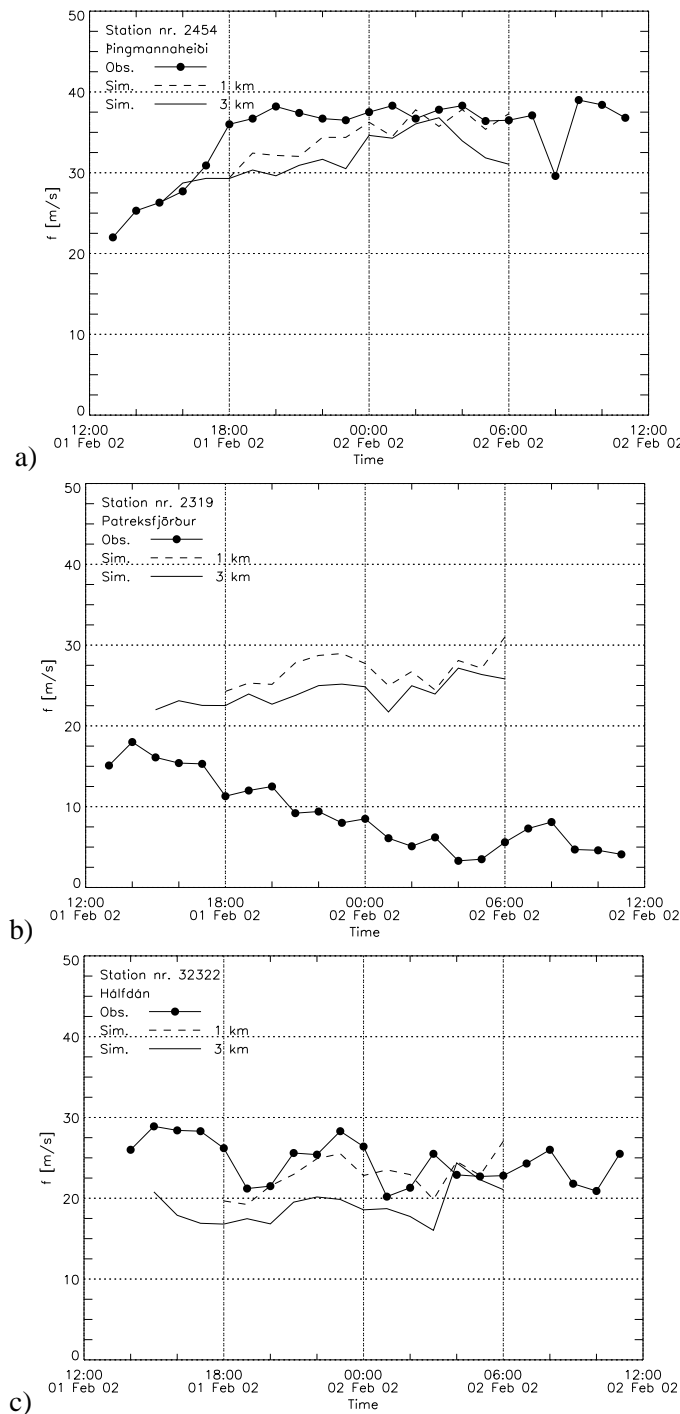 50
Station nr. 2454
Þingmannaheiði
Obs.
Sim. 1 km
Sim. 3 km
40
30
20
10
0
f [m/s]
12:00 18:00 00:00 06:00 12:00
01 Feb 02 01 Feb 02 02 Feb 02 02 Feb 02 02 Feb 02
Time
a)
50
Station nr. 2319
Patreksfjörður
Obs.
Sim. 1 km
Sim. 3 km
40
30
20
10
0
f [m/s]
12:00 18:00 00:00 06:00 12:00
01 Feb 02 01 Feb 02 02 Feb 02 02 Feb 02 02 Feb 02
Time
b)
50
Station nr. 32322
Hálfdán
Obs.
Sim. 1 km
Sim. 3 km
40
30
20
10
0
f [m/s]
12:00 18:00 00:00 06:00 12:00
01 Feb 02 01 Feb 02 02 Feb 02 02 Feb 02 02 Feb 02
Time
c)